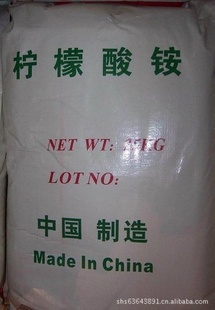 柠檬酸铵
NET WT: 25KG
LOT NO:
中国 制造
Made In China
shs63643891.cn.alibaba.com